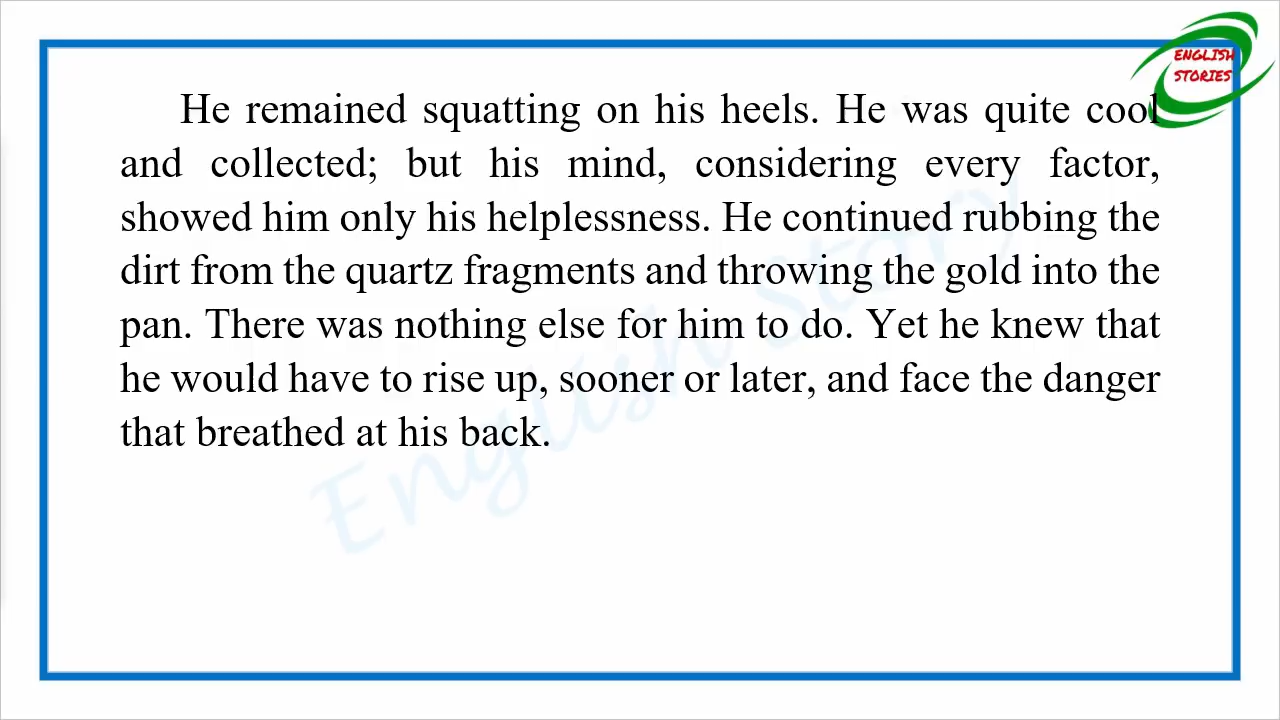 ENGLISH
STORIES
He remained squatting on his heels. He was quite cool
and collected; but his mind, considering every factor,
showed him only his helplessness. He continued rubbing the
dirt from the quartz fragments and throwing the gold into the
pan. There was nothing else for him to do. Yet he knew that
he would have to rise up, sooner or later, and face the danger
that breathed at his back.
English Story